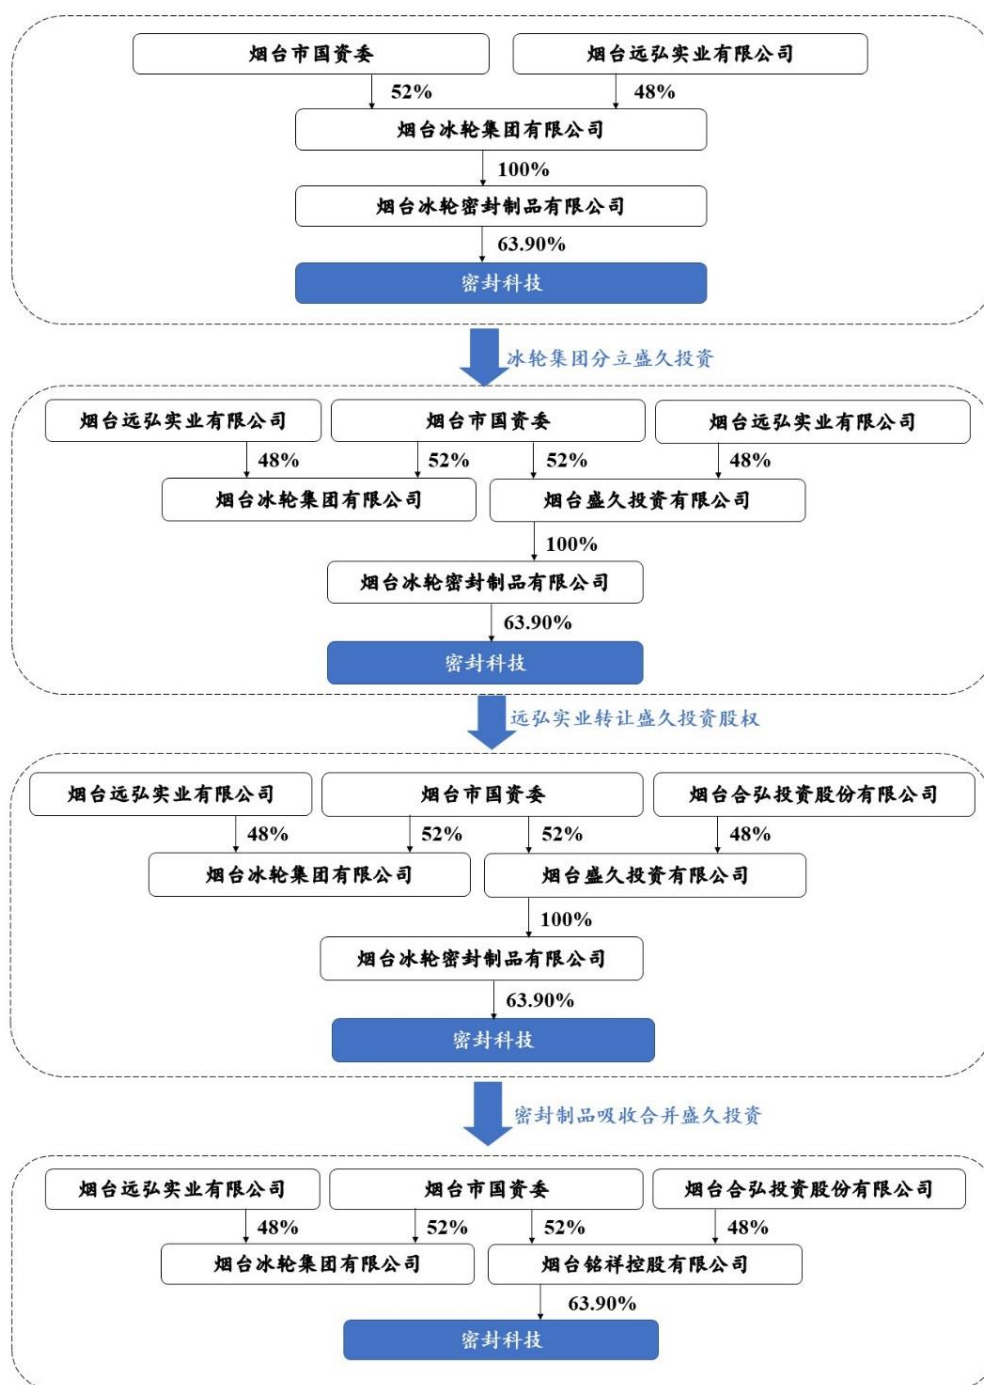 烟台市国资委 烟台远弘实业有限公司
52% 48%
烟台冰轮集团有限公司
100%
烟台冰轮密封制品有限公司
63.90%
密封科技
冰轮集团分立盛久投资
烟台远弘实业有限公司 烟台市国资委 烟台远弘实业有限公司
48% 52% 52% 48%
烟台冰轮集团有限公司 烟台盛久投资有限公司
100%
烟台冰轮密封制品有限公司
63.90%
密封科技
远弘实业转让盛久投资股权
烟台远弘实业有限公司 烟台市国资委 烟台合弘投资股份有限公司
48% 52% 52% 48%
烟台冰轮集团有限公司 烟台盛久投资有限公司
100%
烟台冰轮密封制品有限公司
63.90%
密封科技
密封制品吸收合并盛久投资
烟台远弘实业有限公司 烟台市国资委 烟台合弘投资股份有限公司
48% 52% 52% 48%
烟台冰轮集团有限公司 烟台铭祥控股有限公司
63.90%
密封科技